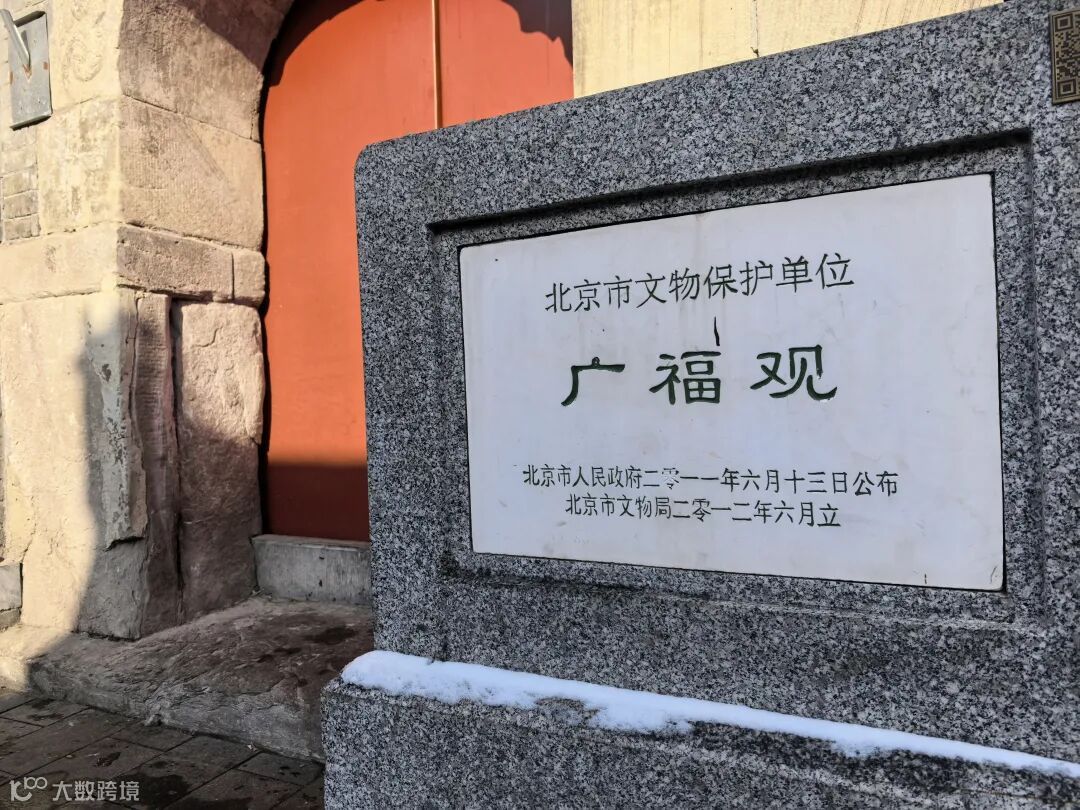 北京市文物保护单位
广福观
北京市人民政府二零一一年六月十三日公布
北京市文物局二零一二年六月立
大数跨境